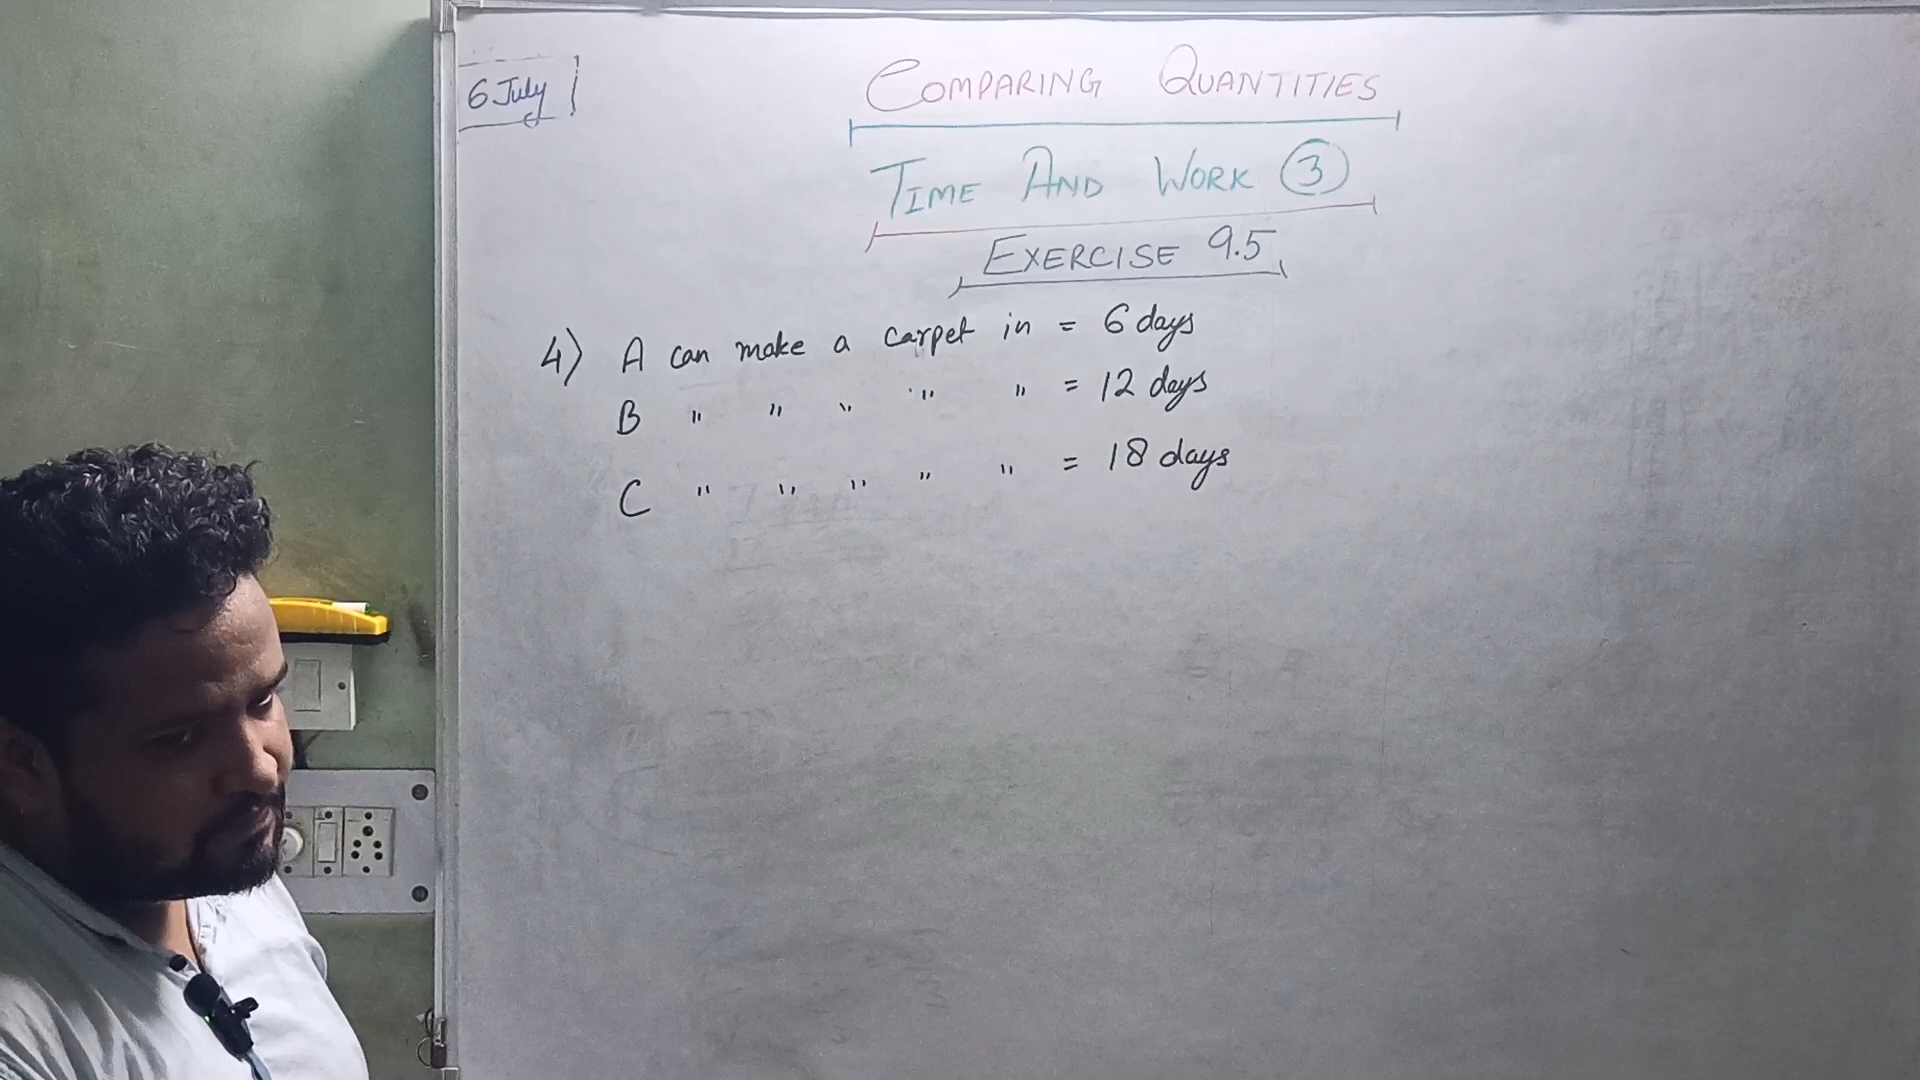 6 July
COMPARING QUANTITIES
TIME AND WORK 3
EXERCISE 9.5
4) A can make a carpet in = 6 days
B " " " " " = 12 days
C " " " " " = 18 days